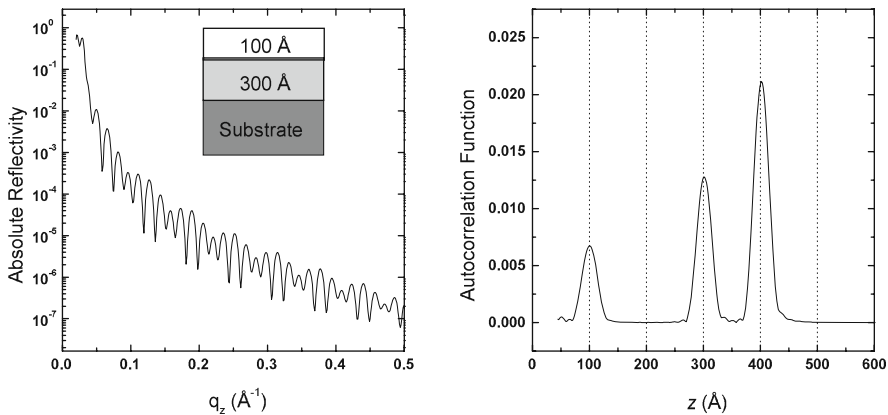 Absolute Reflectivity
10⁰
10⁻¹
10⁻²
10⁻³
10⁻⁴
10⁻⁵
10⁻⁶
10⁻⁷
0.0 0.1 0.2 0.3 0.4 0.5
q_z (Å⁻¹)
100 Å
300 Å
Substrate
Autocorrelation Function
0.025
0.020
0.015
0.010
0.005
0.000
0 100 200 300 400 500 600
z (Å)